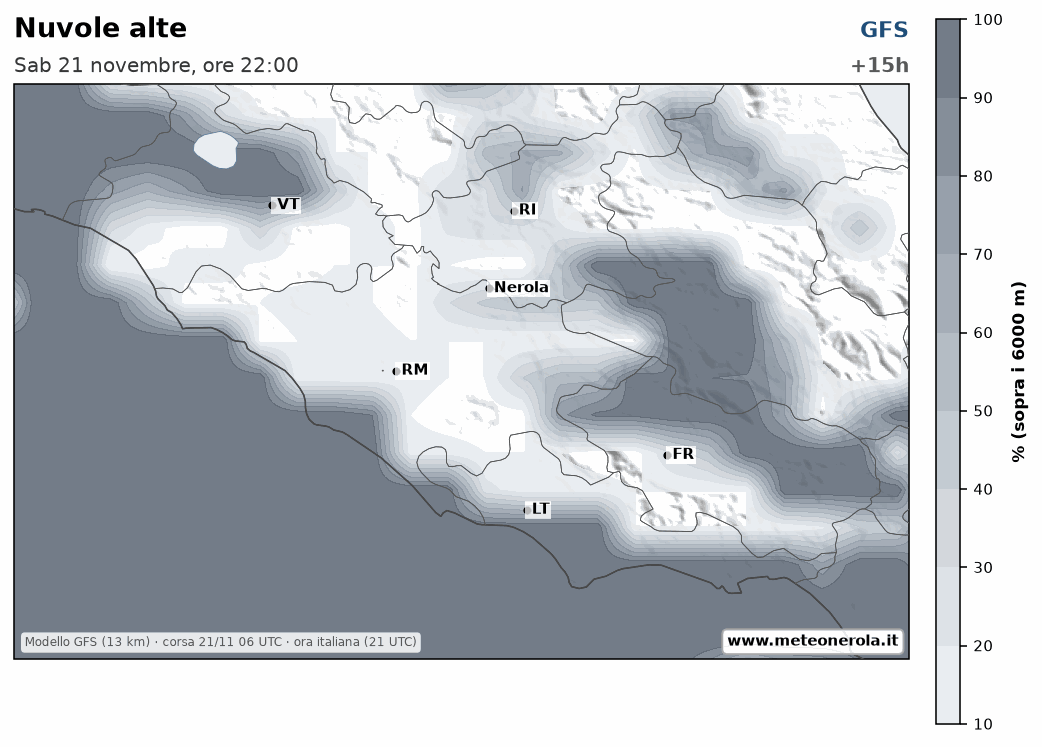 Nuvole alte
GFS
Sab 21 novembre, ore 22:00
+15h
VT
RI
Nerola
RM
FR
LT
Modello GFS (13 km) · corsa 21/11 06 UTC · ora italiana (21 UTC)
www.meteonerola.it
100
90
80
70
60
50
40
30
20
10
% (sopra i 6000 m)